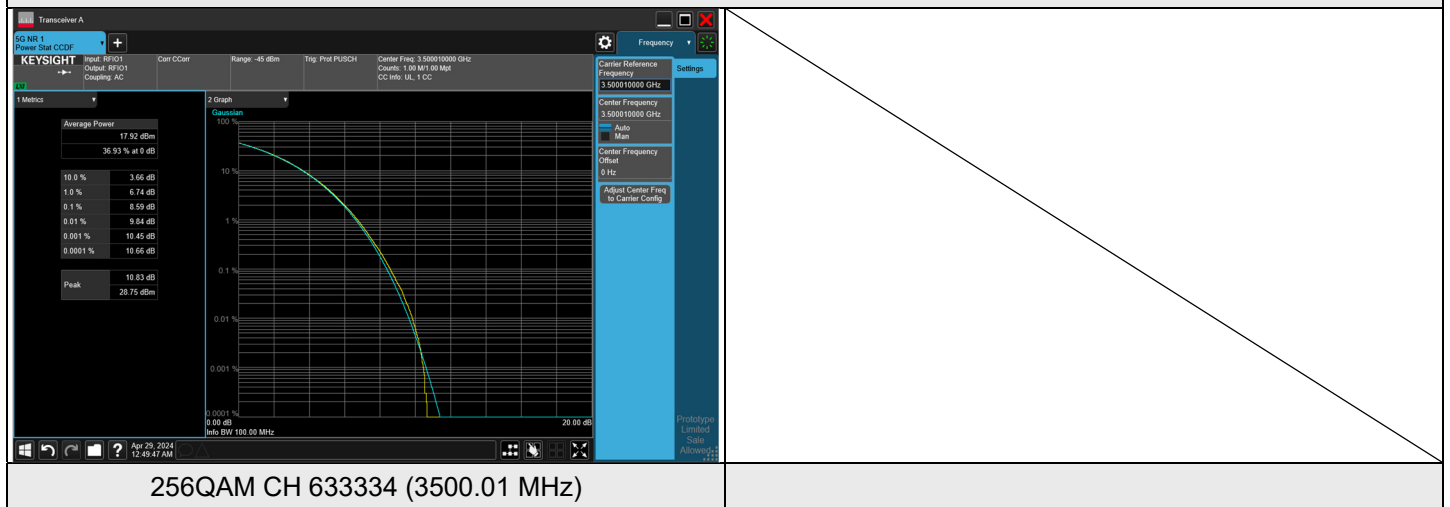 Transceiver A
5G NR 1
Power Stat CCDF
+
Frequency
KEYSIGHT
Input: RFIO1
Output: RFIO1
Coupling: AC
Corr CCorr
Range: -45 dBm
Trig: Prot PUSCH
Center Freq: 3.500010000 GHz
Counts: 1.00 M/1.00 Mpt
CC Info: UL, 1 CC
1 Metrics
Average Power
17.92 dBm
36.93 % at 0 dB
10.0 % 3.66 dB
1.0 % 6.74 dB
0.1 % 8.59 dB
0.01 % 9.84 dB
0.001 % 10.45 dB
0.0001 % 10.66 dB
Peak
10.83 dB
28.75 dBm
2 Graph
Gaussian
100 %
10 %
1 %
0.1 %
0.01 %
0.001 %
0.0001 %
0.00 dB 20.00 dB
Info BW 100.00 MHz
Carrier Reference
Frequency
3.500010000 GHz
Center Frequency
3.500010000 GHz
Auto
Man
Center Frequency
Offset
0 Hz
Adjust Center Freq
to Carrier Config
Settings
Prototype
Limited
Sale
Allowed
?
Apr 29, 2024
12:49:47 AM
256QAM CH 633334 (3500.01 MHz)